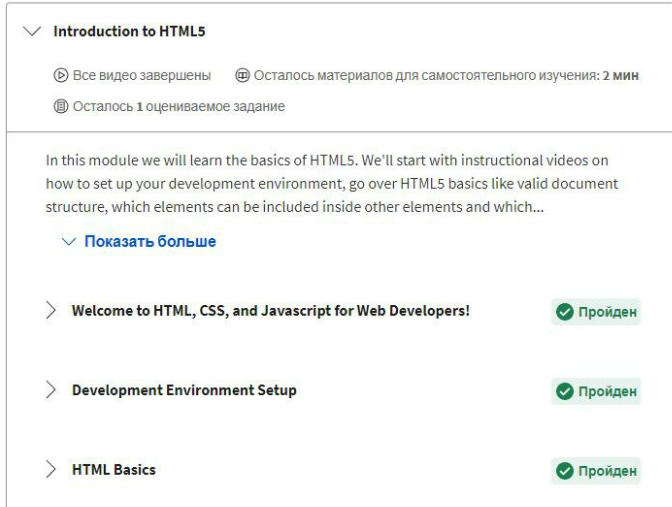 Introduction to HTML5
Все видео завершены Осталось материалов для самостоятельного изучения: 2 мин
Осталось 1 оцениваемое задание
In this module we will learn the basics of HTML5. We'll start with instructional videos on
how to set up your development environment, go over HTML5 basics like valid document
structure, which elements can be included inside other elements and which...
Показать больше
Welcome to HTML, CSS, and Javascript for Web Developers! Пройден
Development Environment Setup Пройден
HTML Basics Пройден